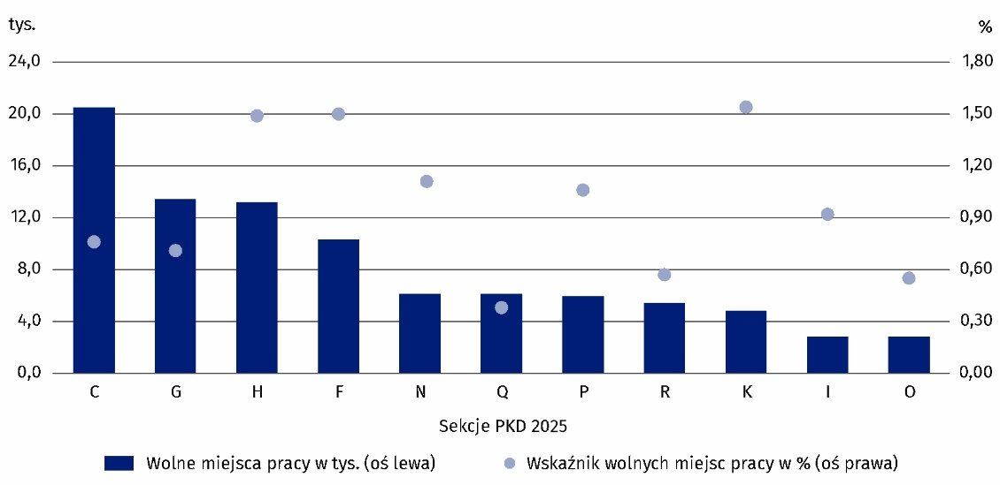 tys. %
24,0 1,80
20,0 1,50
16,0 1,20
12,0 0,90
8,0 0,60
4,0 0,30
0,0 0,00
C G H F N Q P R K I O
Sekcje PKD 2025
Wolne miejsca pracy w tys. (oś lewa) Wskaźnik wolnych miejsc pracy w % (oś prawa)